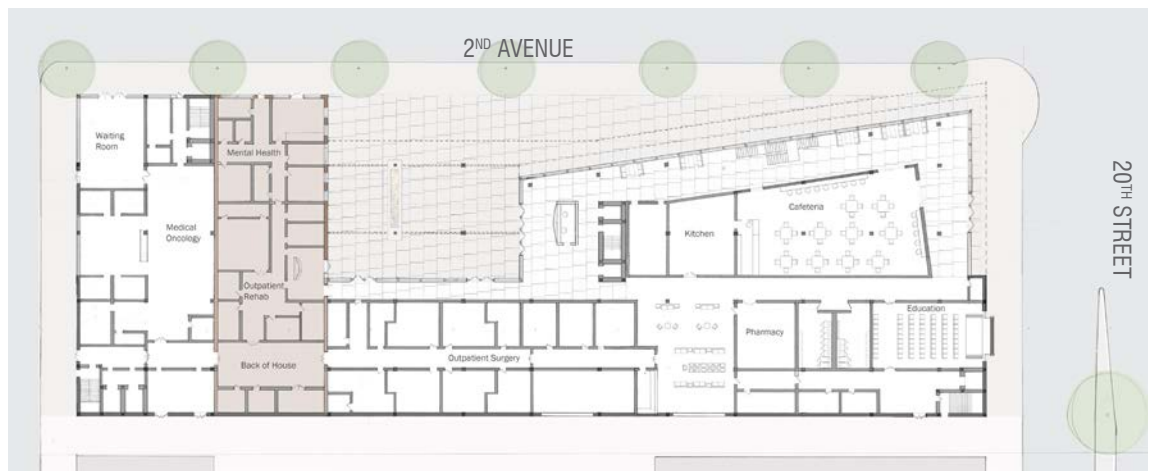 2ND AVENUE
20TH STREET
Waiting
Room
Mental Health
Medical
Oncology
Kitchen
Cafeteria
Outpatient
Rehab
Education
Pharmacy
Outpatient Surgery
Back of House